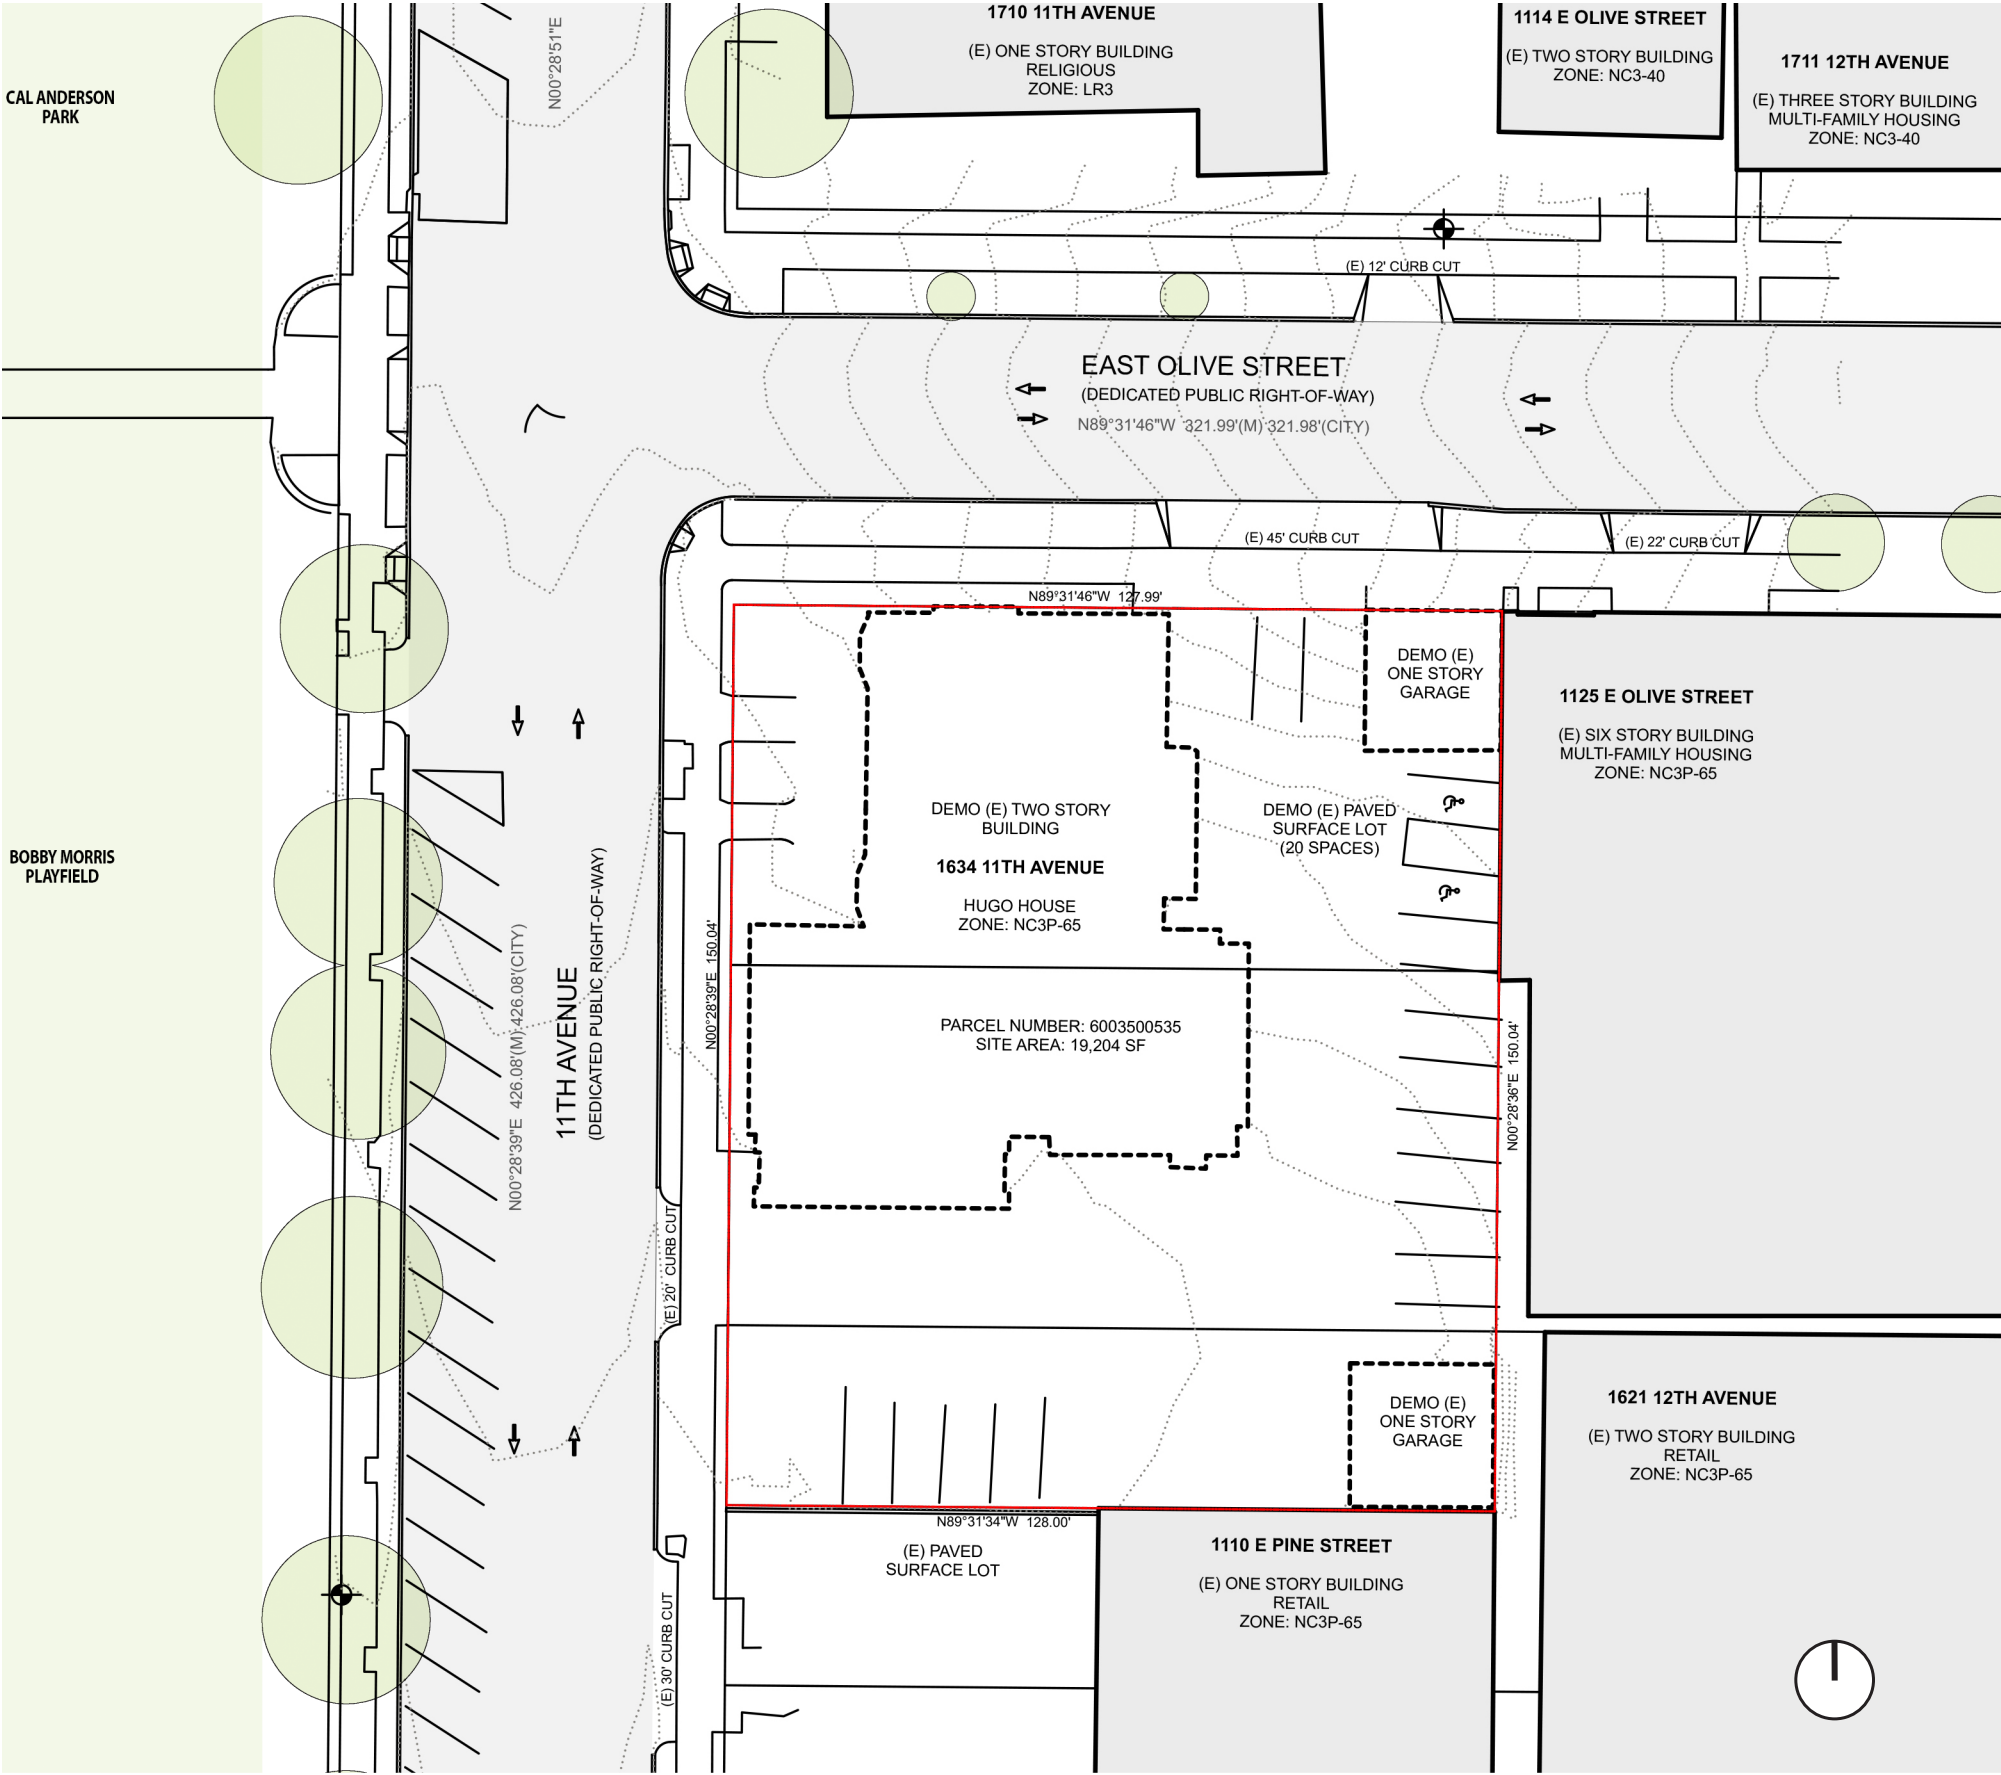 1710 11TH AVENUE
(E) ONE STORY BUILDING
RELIGIOUS
ZONE: LR3
1114 E OLIVE STREET
(E) TWO STORY BUILDING
ZONE: NC3-40
1711 12TH AVENUE
(E) THREE STORY BUILDING
MULTI-FAMILY HOUSING
ZONE: NC3-40
N00°28'51"E
CAL ANDERSON
PARK
(E) 12' CURB CUT
EAST OLIVE STREET
(DEDICATED PUBLIC RIGHT-OF-WAY)
N89°31'46"W 321.99'(M) 321.98'(CITY)
(E) 45' CURB CUT
(E) 22' CURB CUT
N89°31'46"W 127.99'
DEMO (E)
ONE STORY
GARAGE
1125 E OLIVE STREET
(E) SIX STORY BUILDING
MULTI-FAMILY HOUSING
ZONE: NC3P-65
DEMO (E) TWO STORY
BUILDING
1634 11TH AVENUE
HUGO HOUSE
ZONE: NC3P-65
DEMO (E) PAVED
SURFACE LOT
(20 SPACES)
BOBBY MORRIS
PLAYFIELD
N00°28'39"E 426.08'(M) 426.08'(CITY)
11TH AVENUE
(DEDICATED PUBLIC RIGHT-OF-WAY)
N00°28'39"E 150.04'
PARCEL NUMBER: 6003500535
SITE AREA: 19,204 SF
N00°28'36"E 150.04'
(E) 20' CURB CUT
DEMO (E)
ONE STORY
GARAGE
1621 12TH AVENUE
(E) TWO STORY BUILDING
RETAIL
ZONE: NC3P-65
N89°31'34"W 128.00'
(E) PAVED
SURFACE LOT
1110 E PINE STREET
(E) ONE STORY BUILDING
RETAIL
ZONE: NC3P-65
(E) 30' CURB CUT